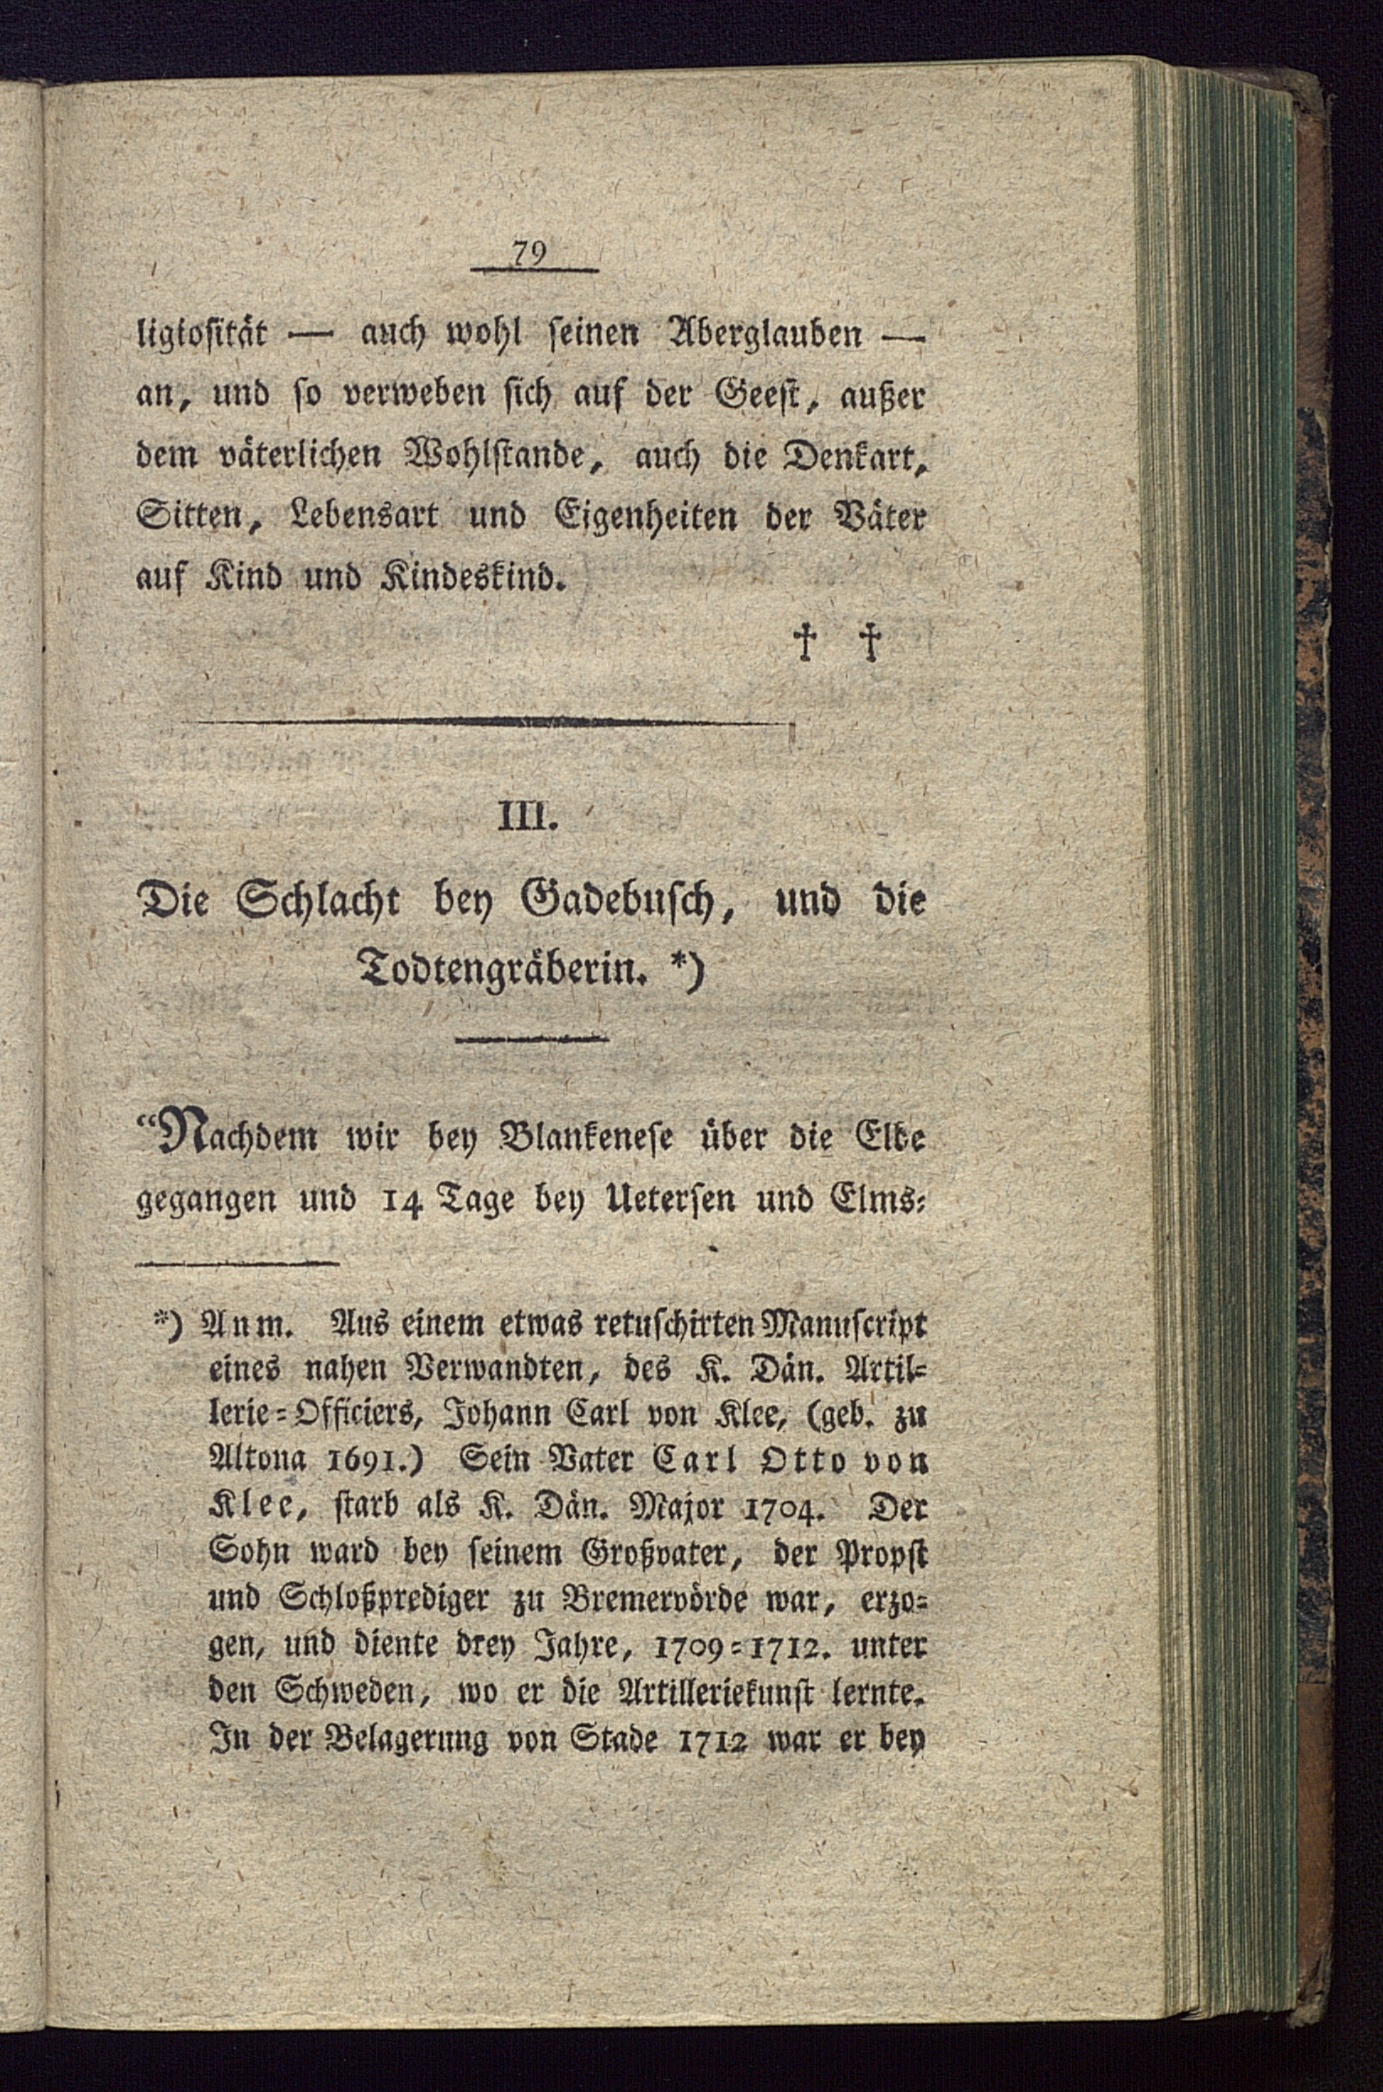 79
ligiosität — auch wohl seinen Aberglauben —
an, und so verweben sich auf der Geest, außer
dem väterlichen Wohlstande, auch die Denkart,
Sitten, Lebensart und Eigenheiten der Väter
auf Kind und Kindeskind.
† †
III.
Die Schlacht bey Gadebusch, und die
Todtengräberin. *)
“Nachdem wir bey Blankenese über die Elbe
gegangen und 14 Tage bey Uetersen und Elms-
*) Anm. Aus einem etwas retuschirten Manuscript
eines nahen Verwandten, des K. Dän. Artil-
lerie-Officiers, Johann Carl von Klee, (geb. zu
Altona 1691.) Sein Vater Carl Otto von
Klee, starb als K. Dän. Major 1704. Der
Sohn ward bey seinem Großvater, der Propst
und Schloßprediger zu Bremervörde war, erzo-
gen, und diente drey Jahre, 1709-1712. unter
den Schweden, wo er die Artilleriekunst lernte.
In der Belagerung von Stade 1712 war er bey